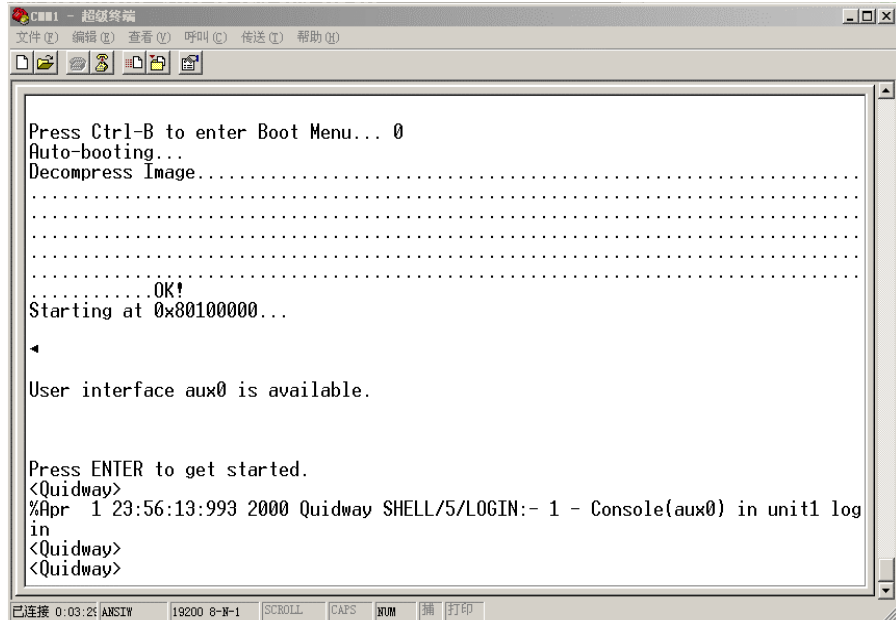 COM1 - 超级终端
文件(F) 编辑(E) 查看(V) 呼叫(C) 传送(T) 帮助(H)
Press Ctrl-B to enter Boot Menu... 0
Auto-booting...
Decompress Image................................................................
................................................................................
................................................................................
................................................................................
................................................................................
................................................................................
............OK!
Starting at 0x80100000...
User interface aux0 is available.
Press ENTER to get started.
<Quidway>
%Apr  1 23:56:13:993 2000 Quidway SHELL/5/LOGIN:- 1 - Console(aux0) in unit1 log
in
<Quidway>
<Quidway>
已连接 0:03:29 ANSIW 19200 8-N-1 SCROLL CAPS NUM 捕 打印